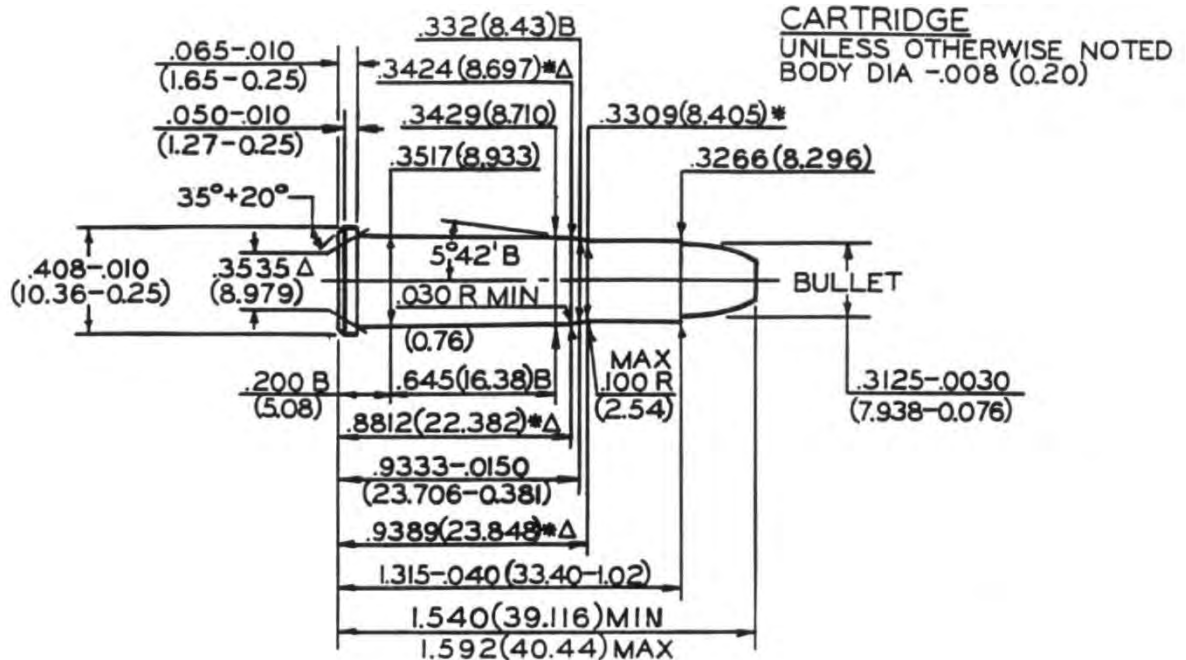 .332(8.43)B
CARTRIDGE
UNLESS OTHERWISE NOTED
BODY DIA -.008 (0.20)
.065-.010
(1.65-0.25)
.3424(8.697)*Δ
.050-.010
(1.27-0.25)
.3429(8.710)
.3309(8.405)*
.3517(8,933)
.3266(8,296)
35°+20°
5°42'B
.408-.010
(10.36-0.25)
.3535Δ
(8.979)
BULLET
.030 R MIN
(0.76)
MAX
.100 R
(2.54)
.200 B
(5.08)
.645(16.38)B
.3125-.0030
(7.938-0.076)
.8812(22.382)*Δ
.9333-.0150
(23.706-0.381)
.9389(23.848)*Δ
1.315-.040(33.40-1.02)
1.540(39.116)MIN
1.592(40.44)MAX